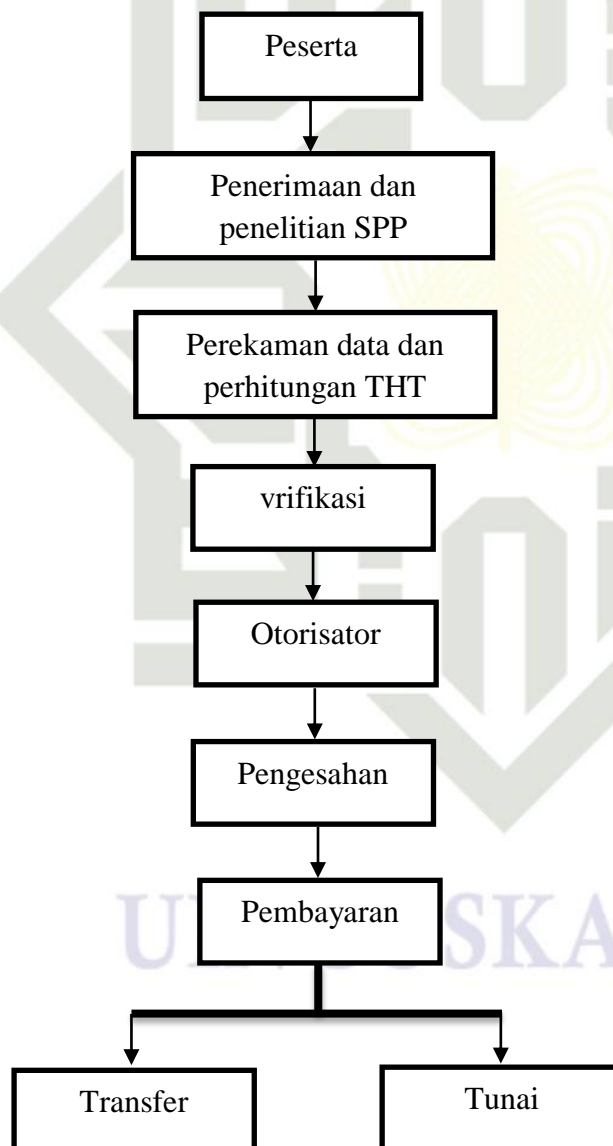 Peserta
Penerimaan dan
penelitian SPP
Perekaman data dan
perhitungan THT
vrifikasi
Otorisator
Pengesahan
Pembayaran
Transfer
Tunai